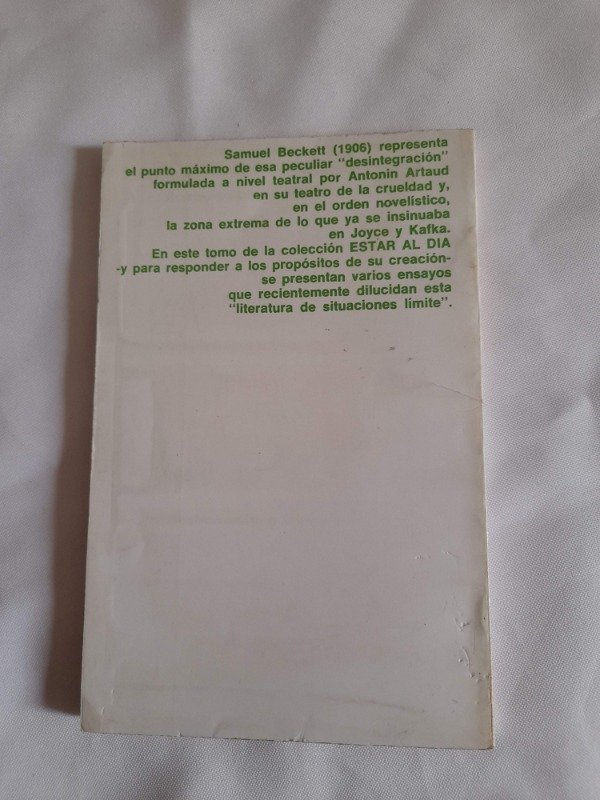 Samuel Beckett (1906) representa
el punto máximo de esa peculiar "desintegración"
formulada a nivel teatral por Antonin Artaud
en su teatro de la crueldad y,
en el orden novelístico,
la zona extrema de lo que ya se insinuaba
en Joyce y Kafka.
En este tomo de la colección ESTAR AL DIA
-y para responder a los propósitos de su creación-
se presentan varios ensayos
que recientemente dilucidan esta
"literatura de situaciones límite".